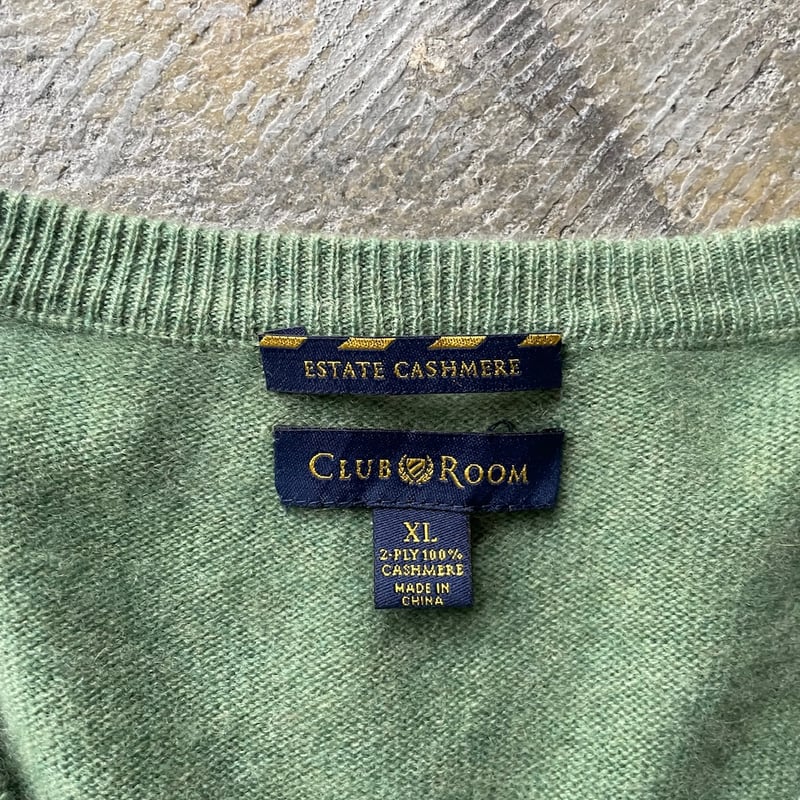 ESTATE CASHMERE
CLUB ROOM
XL
2-PLY 100%
CASHMERE
MADE IN
CHINA